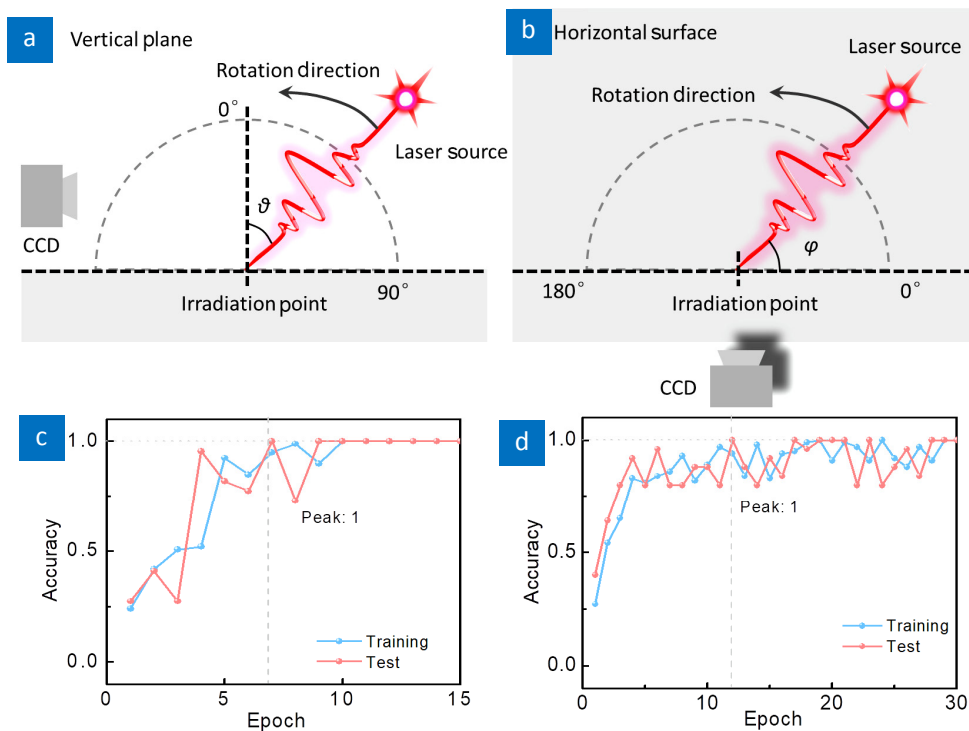 a
Vertical plane
Rotation direction
0°
Laser source
ϑ
CCD
Irradiation point
90°
b
Horizontal surface
Laser source
Rotation direction
φ
180°
Irradiation point
0°
CCD
c
1.0
0.5
0.0
Accuracy
Peak: 1
Training
Test
0
5
10
15
Epoch
d
1.0
0.5
0.0
Accuracy
Peak: 1
Training
Test
0
10
20
30
Epoch